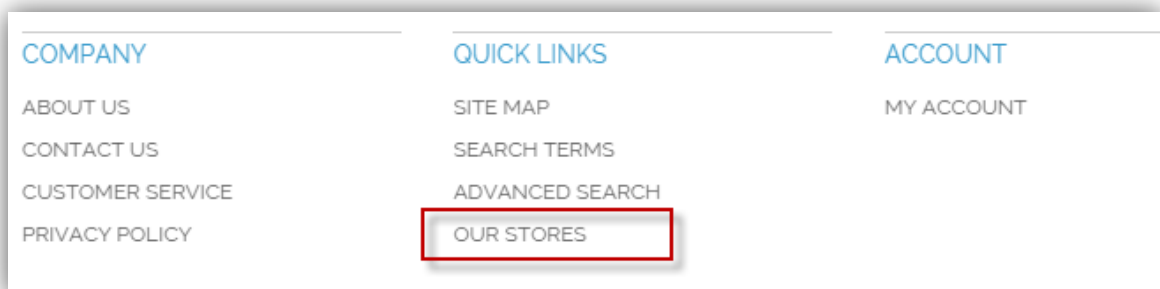 COMPANY
ABOUT US
CONTACT US
CUSTOMER SERVICE
PRIVACY POLICY
QUICK LINKS
SITE MAP
SEARCH TERMS
ADVANCED SEARCH
OUR STORES
ACCOUNT
MY ACCOUNT